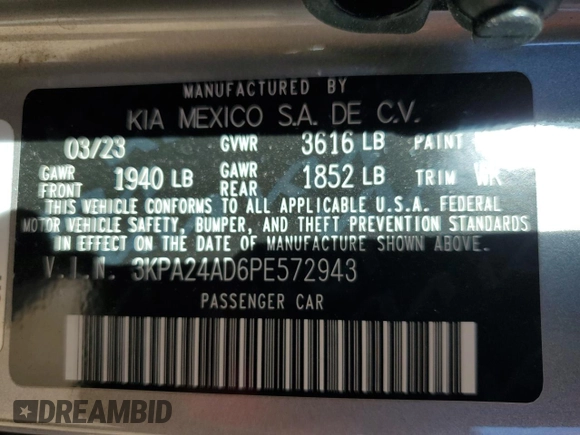 MANUFACTURED BY
KIA MEXICO S.A. DE C.V.
03/23 GVWR 3616 LB PAINT
GAWR FRONT 1940 LB GAWR REAR 1852 LB TRIM WK
THIS VEHICLE CONFORMS TO ALL APPLICABLE U.S.A. FEDERAL
MOTOR VEHICLE SAFETY, BUMPER, AND THEFT PREVENTION STANDARDS
IN EFFECT ON THE DATE OF MANUFACTURE SHOWN ABOVE.
V.I.N. 3KPA24AD6PE572943
PASSENGER CAR
DREAMBID